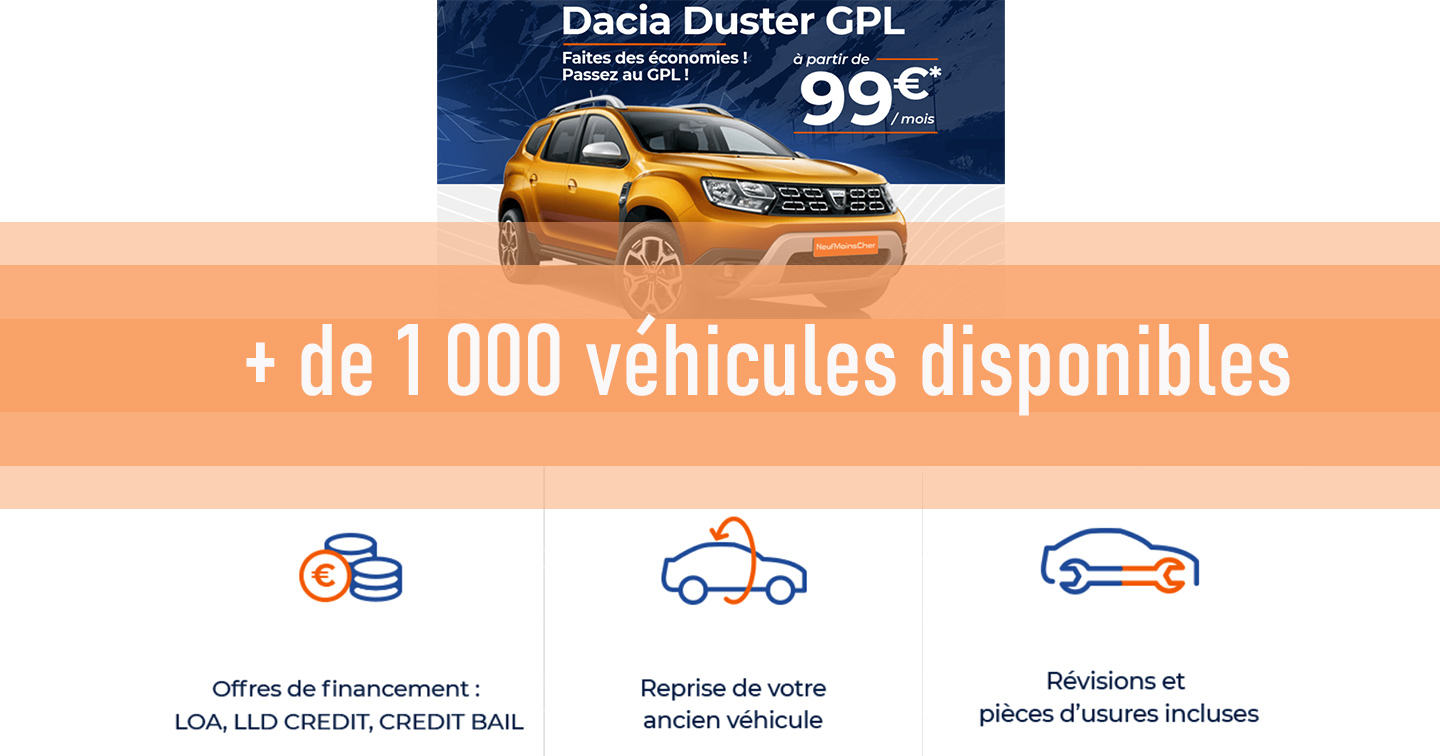 Dacia Duster GPL
Faites des économies !
Passez au GPL !
à partir de
99€*
/ mois
NeufMoinsCher
+ de 1 000 véhicules disponibles
€
Offres de financement :
LOA, LLD CREDIT, CREDIT BAIL
Reprise de votre
ancien véhicule
Révisions et
pièces d’usures incluses